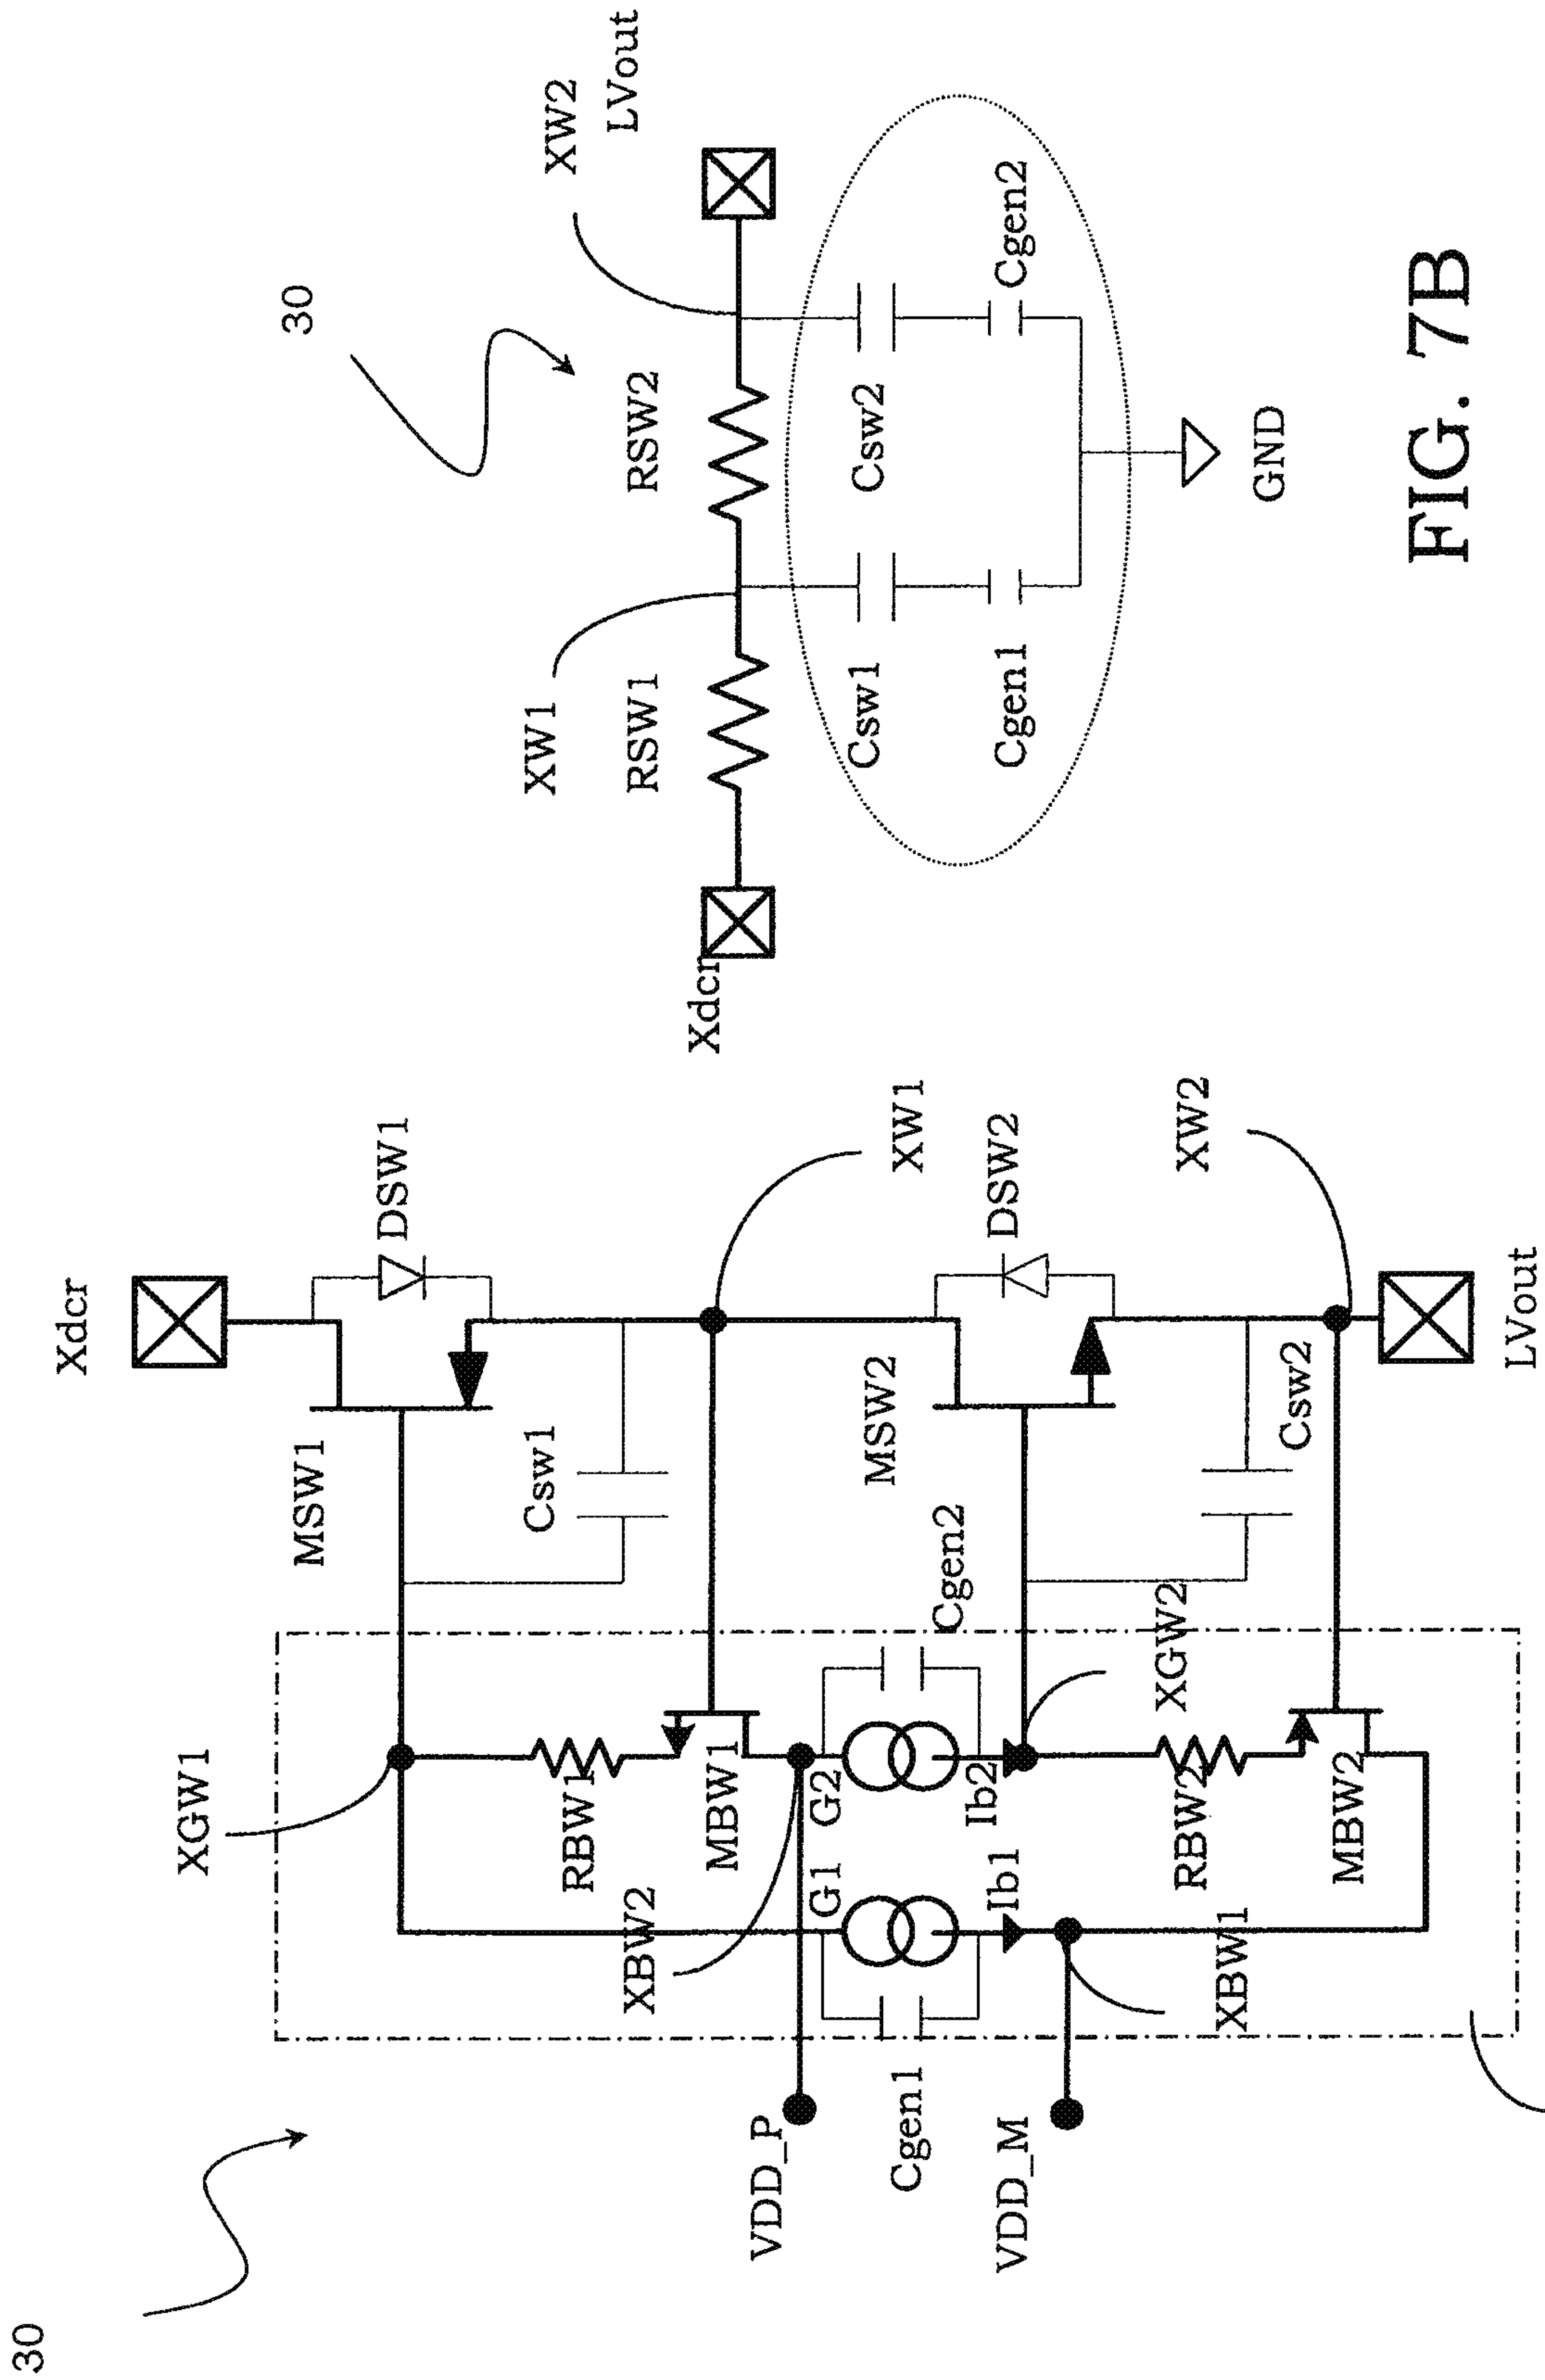 30
Xdcr
MSW1
DSW1
Csw1
XGW1
XW1
RBW1
MBW1
XBW2
VDD_P
G1
G2
Cgen1
Cgen2
Ib1
Ib2
MSW2
DSW2
VDD_M
XGW2
XBW1
RBW2
MBW2
Csw2
XW2
LVout
30
Xdcr
XW1
RSW1
RSW2
XW2
LVout
Csw1
Csw2
Cgen1
Cgen2
GND
FIG. 7B